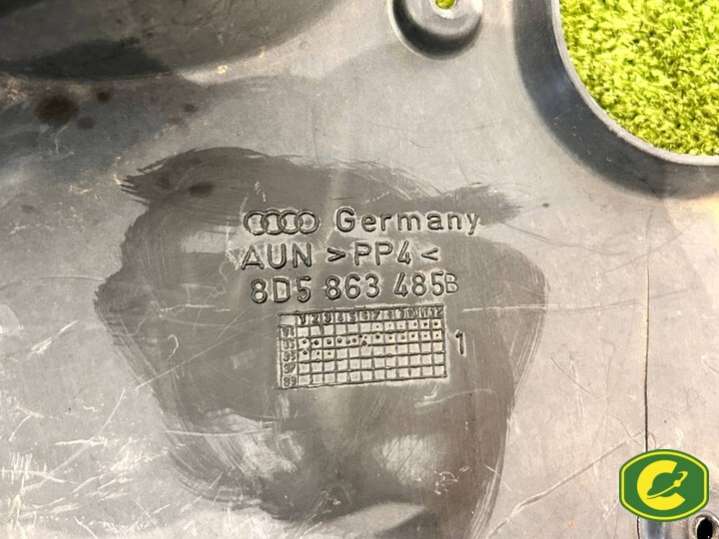 Germany
AUN >PP4<
8D5 863 485B
1